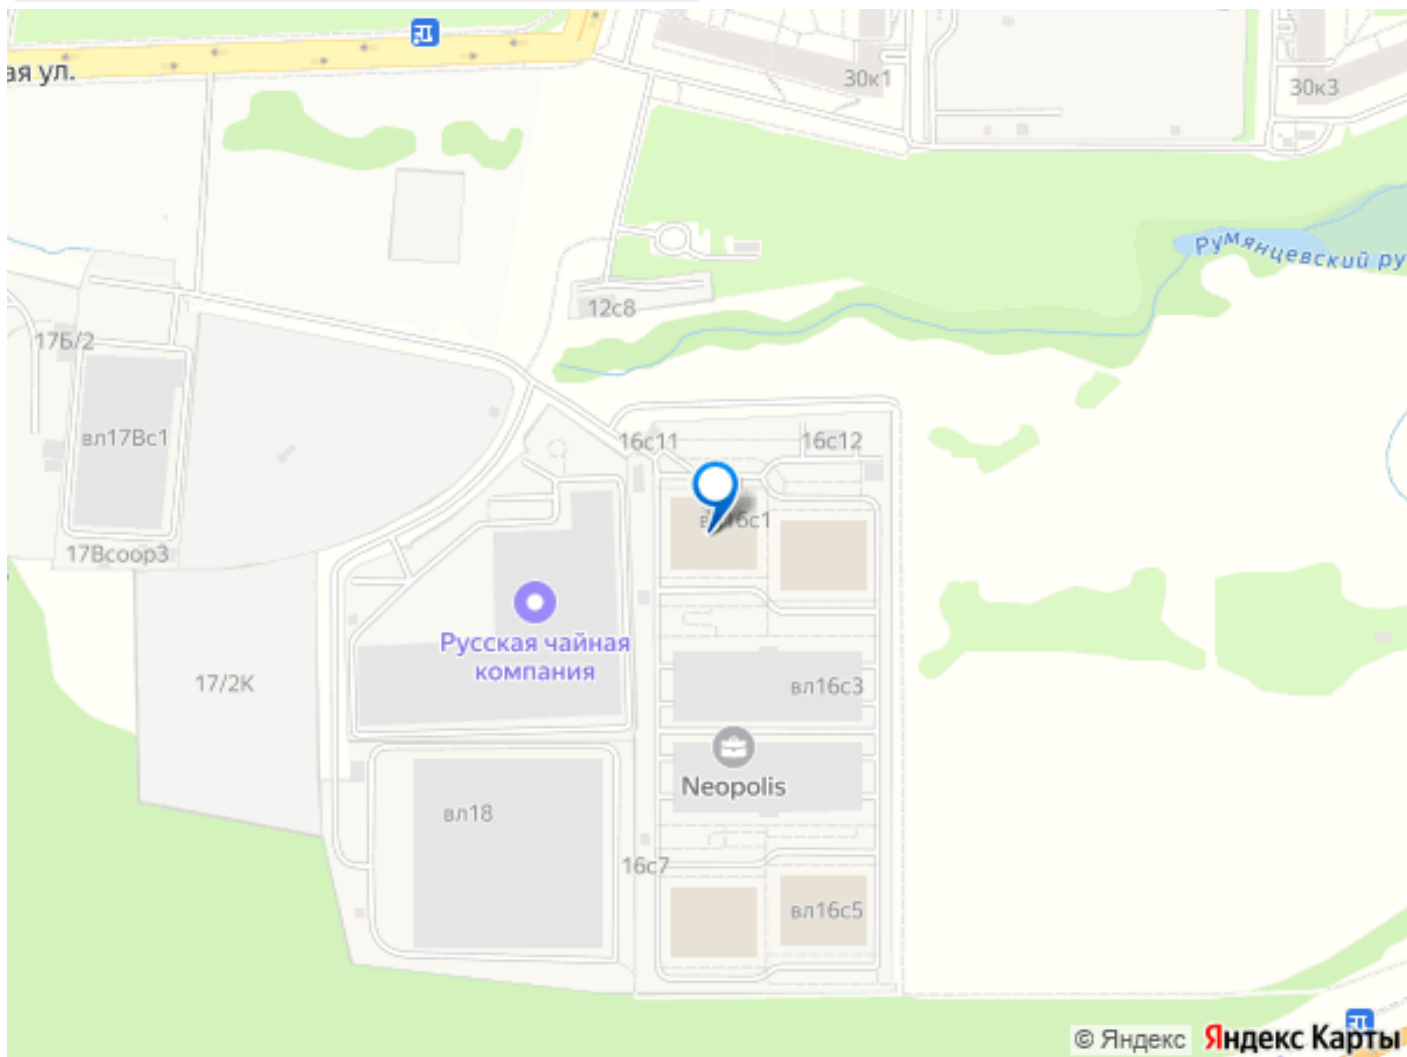 ая ул.
30к1
30к3
Румянцевский ру
12с8
17Б/2
вл17Вс1
16с11
16с12
вл16с1
17Всоор3
Русская чайная
компания
17/2К
вл16с3
Neopolis
вл18
16с7
вл16с5
© Яндекс Яндекс Карты